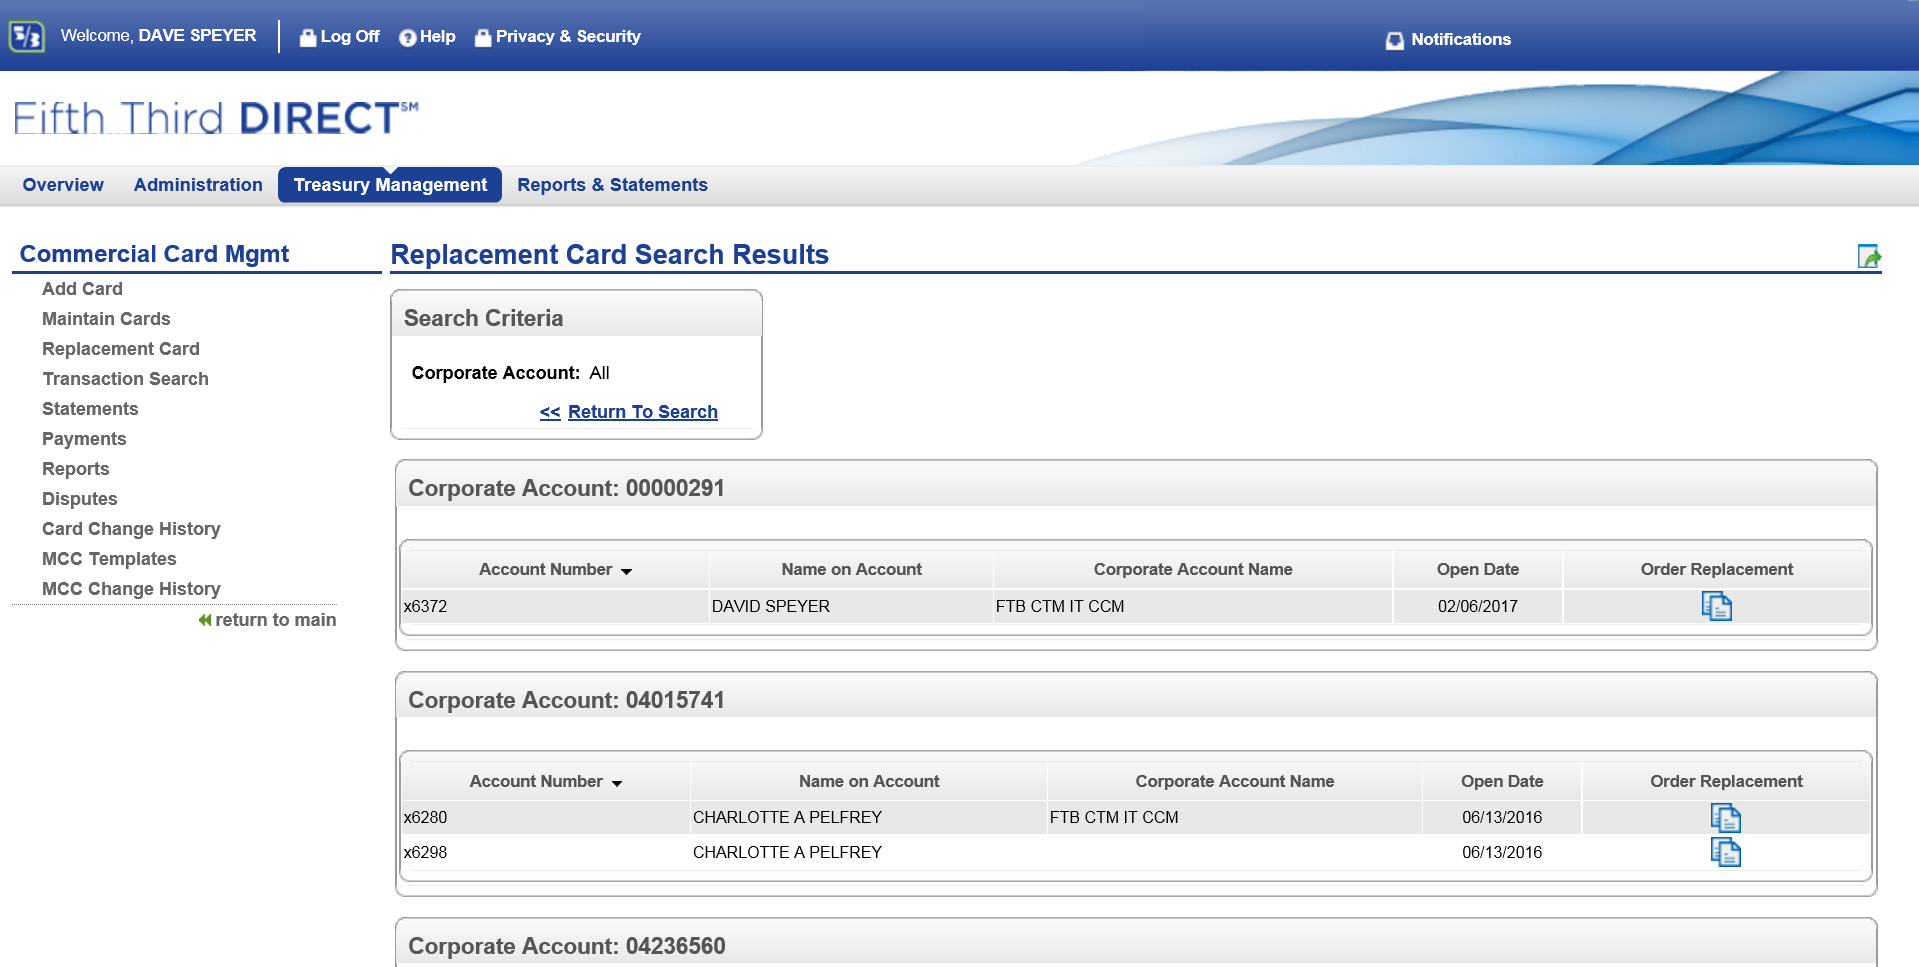 5/3 Welcome, DAVE SPEYER Log Off ? Help Privacy & Security Notifications
Fifth Third DIRECT℠
Overview Administration Treasury Management Reports & Statements
Commercial Card Mgmt
Add Card
Maintain Cards
Replacement Card
Transaction Search
Statements
Payments
Reports
Disputes
Card Change History
MCC Templates
MCC Change History
return to main
Replacement Card Search Results
Search Criteria
Corporate Account: All
<< Return To Search
Corporate Account: 00000291
Account Number Name on Account Corporate Account Name Open Date Order Replacement
x6372 DAVID SPEYER FTB CTM IT CCM 02/06/2017
Corporate Account: 04015741
Account Number Name on Account Corporate Account Name Open Date Order Replacement
x6280 CHARLOTTE A PELFREY FTB CTM IT CCM 06/13/2016
x6298 CHARLOTTE A PELFREY 06/13/2016
Corporate Account: 04236560